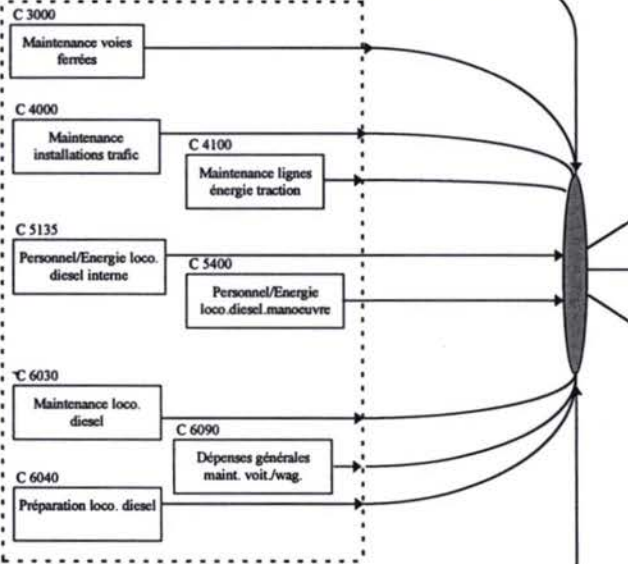 C 3000
Maintenance voies
ferrées
C 4000
Maintenance
installations trafic
C 4100
Maintenance lignes
énergie traction
C 5135
Personnel/Energie loco.
diesel interne
C 5400
Personnel/Energie
loco.diesel.manoeuvre
C 6030
Maintenance loco.
diesel
C 6090
Dépenses générales
maint. voit./wag.
C 6040
Préparation loco. diesel